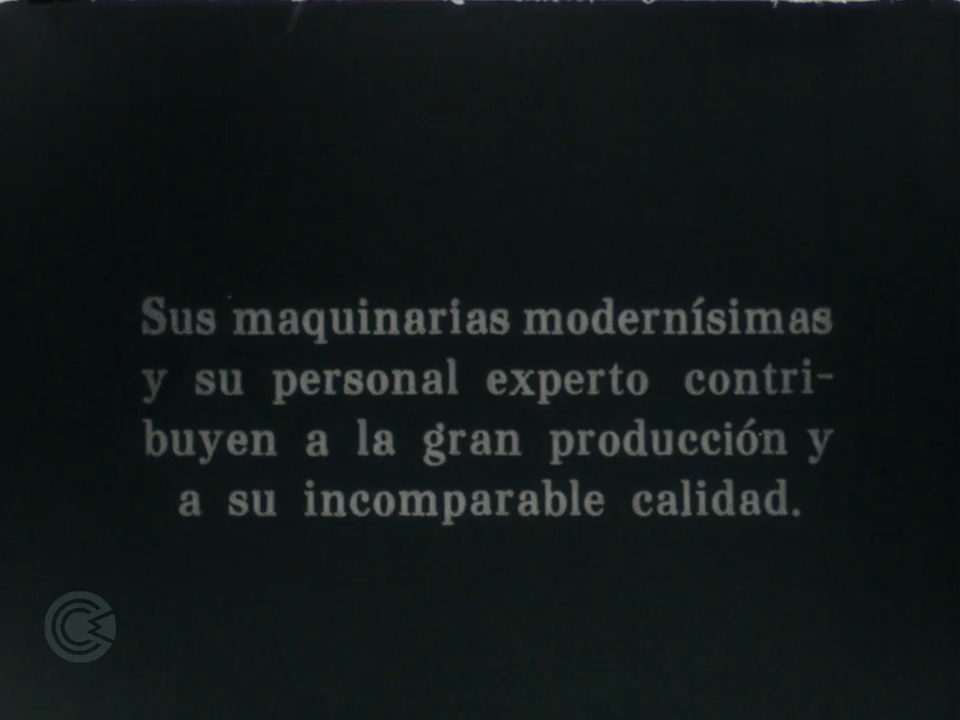 Sus maquinarias modernísimas
y su personal experto contri-
buyen a la gran producción y
a su incomparable calidad.